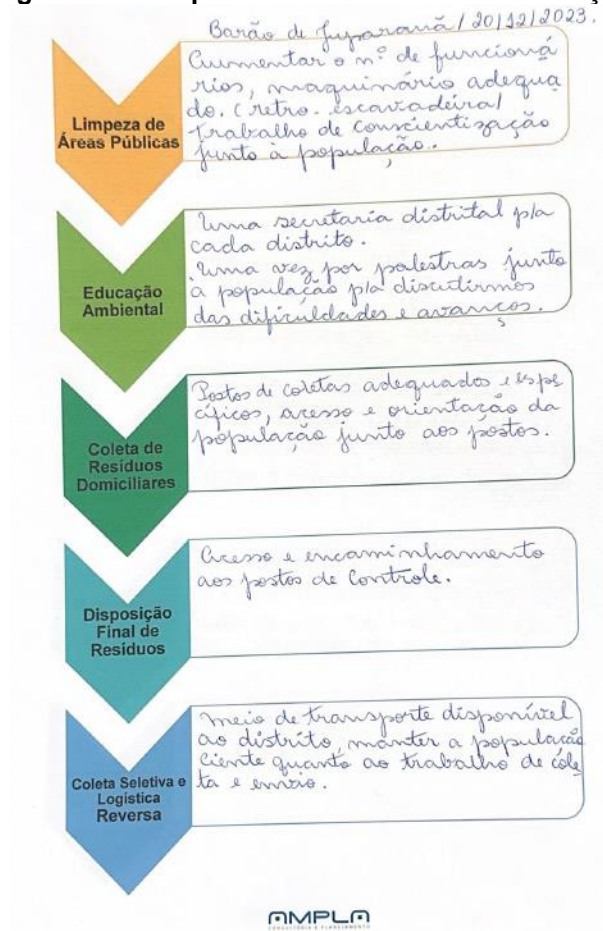 Barão de Juparanã / 20/12/2023.
Limpeza de
Áreas Públicas
Aumentar o nº de funcioná
rios, maquinário adequa
do. (retro. escavadeira/
Trabalho de conscientização
junto à população.
Educação
Ambiental
Uma secretaria distrital p/a
cada distrito.
Uma vez por palestras junto
à população p/a discutirmos
das dificuldades e avanços.
Coleta de
Resíduos
Domiciliares
Postos de coletas adequados e espe
cíficos, acesso e orientação da
população junto aos postos.
Disposição
Final de
Resíduos
Acesso e encaminhamento
aos postos de Controle.
Coleta Seletiva e
Logística
Reversa
meio de transporte disponível
ao distrito, manter a população
ciente quanto ao trabalho de cole
ta e envio.
AMPLA
CONSULTORIA E PLANEJAMENTO